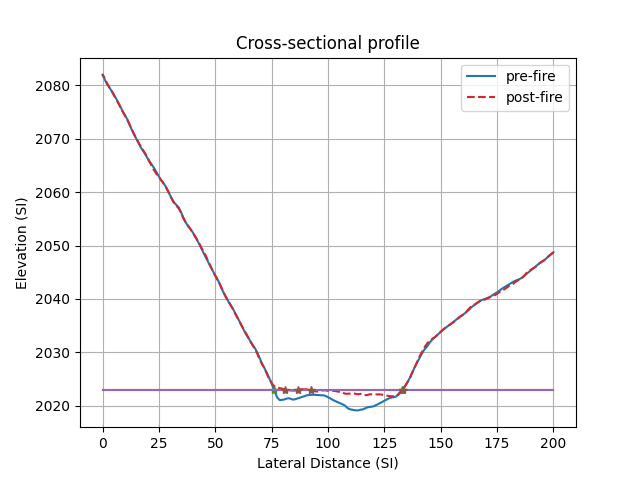 Cross-sectional profile
pre-fire
post-fire
Elevation (SI)
2080
2070
2060
2050
2040
2030
2020
0 25 50 75 100 125 150 175 200
Lateral Distance (SI)